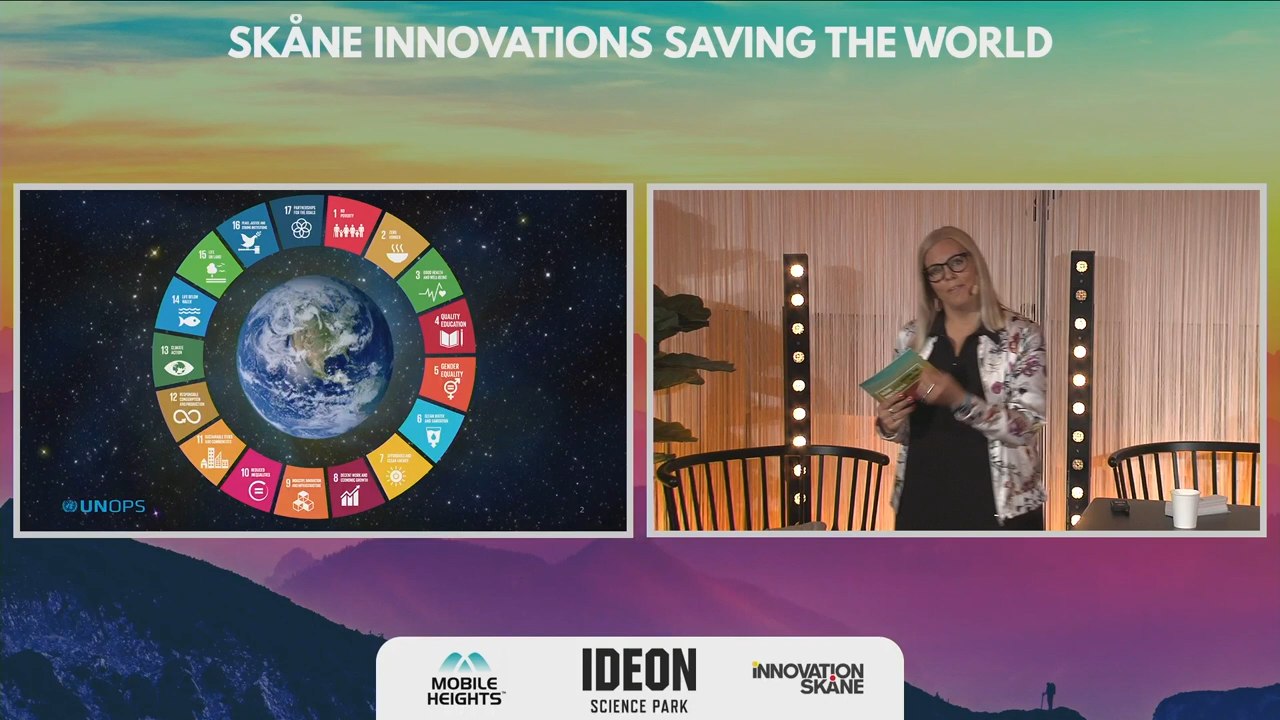 SKÅNE INNOVATIONS SAVING THE WORLD
17 PARTNERSHIPS
FOR THE GOALS
1 NO
POVERTY
2 ZERO
HUNGER
3 GOOD HEALTH
AND WELL-BEING
4 QUALITY
EDUCATION
5 GENDER
EQUALITY
6 CLEAN WATER
AND SANITATION
7 AFFORDABLE AND
CLEAN ENERGY
8 DECENT WORK AND
ECONOMIC GROWTH
9 INDUSTRY, INNOVATION
AND INFRASTRUCTURE
10 REDUCED
INEQUALITIES
11 SUSTAINABLE CITIES
AND COMMUNITIES
12 RESPONSIBLE
CONSUMPTION
AND PRODUCTION
13 CLIMATE
ACTION
14 LIFE BELOW
WATER
15 LIFE
ON LAND
16 PEACE, JUSTICE AND
STRONG INSTITUTIONS
UNOPS
2
MOBILE
HEIGHTS™
IDEON
SCIENCE PARK
INNOVATION
SKÅNE